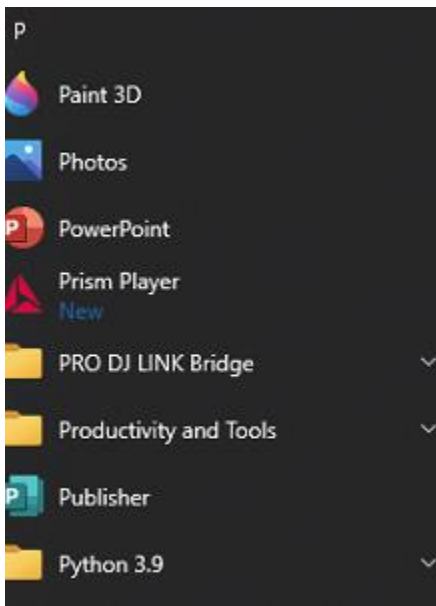 P
Paint 3D
Photos
P
PowerPoint
Prism Player
New
PRO DJ LINK Bridge
Productivity and Tools
P
Publisher
Python 3.9